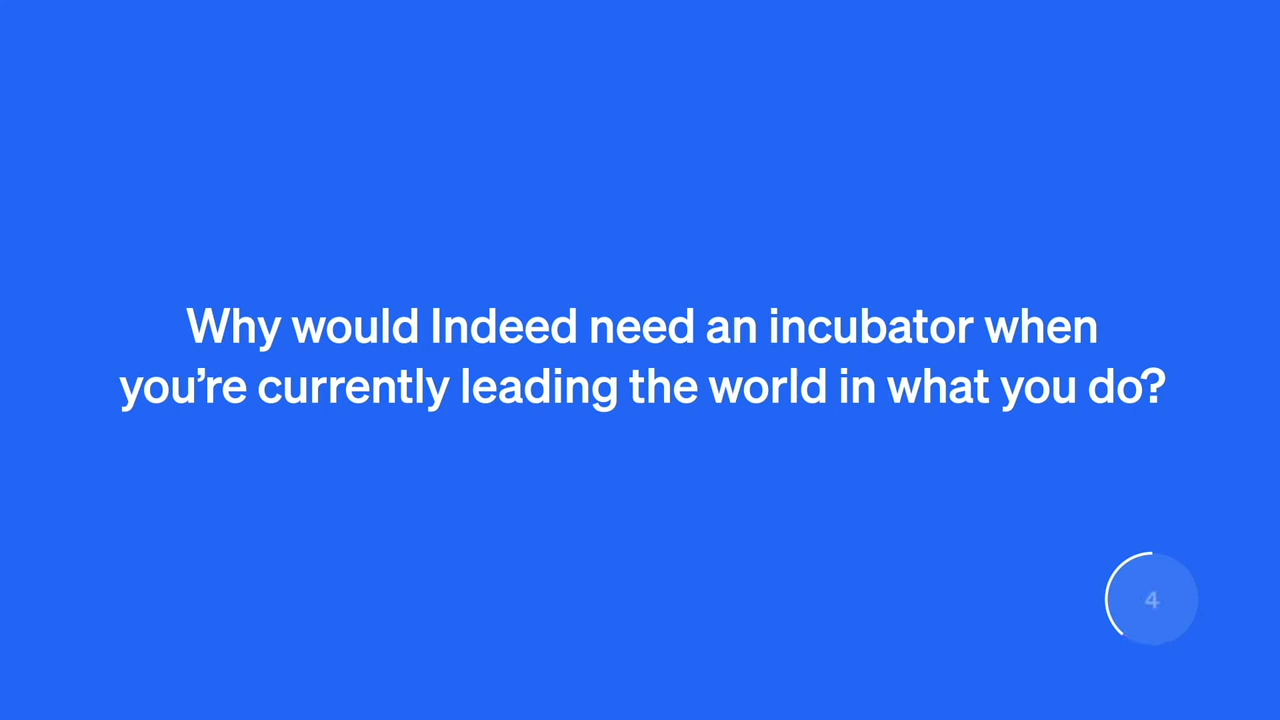 Why would Indeed need an incubator when
you’re currently leading the world in what you do?
4